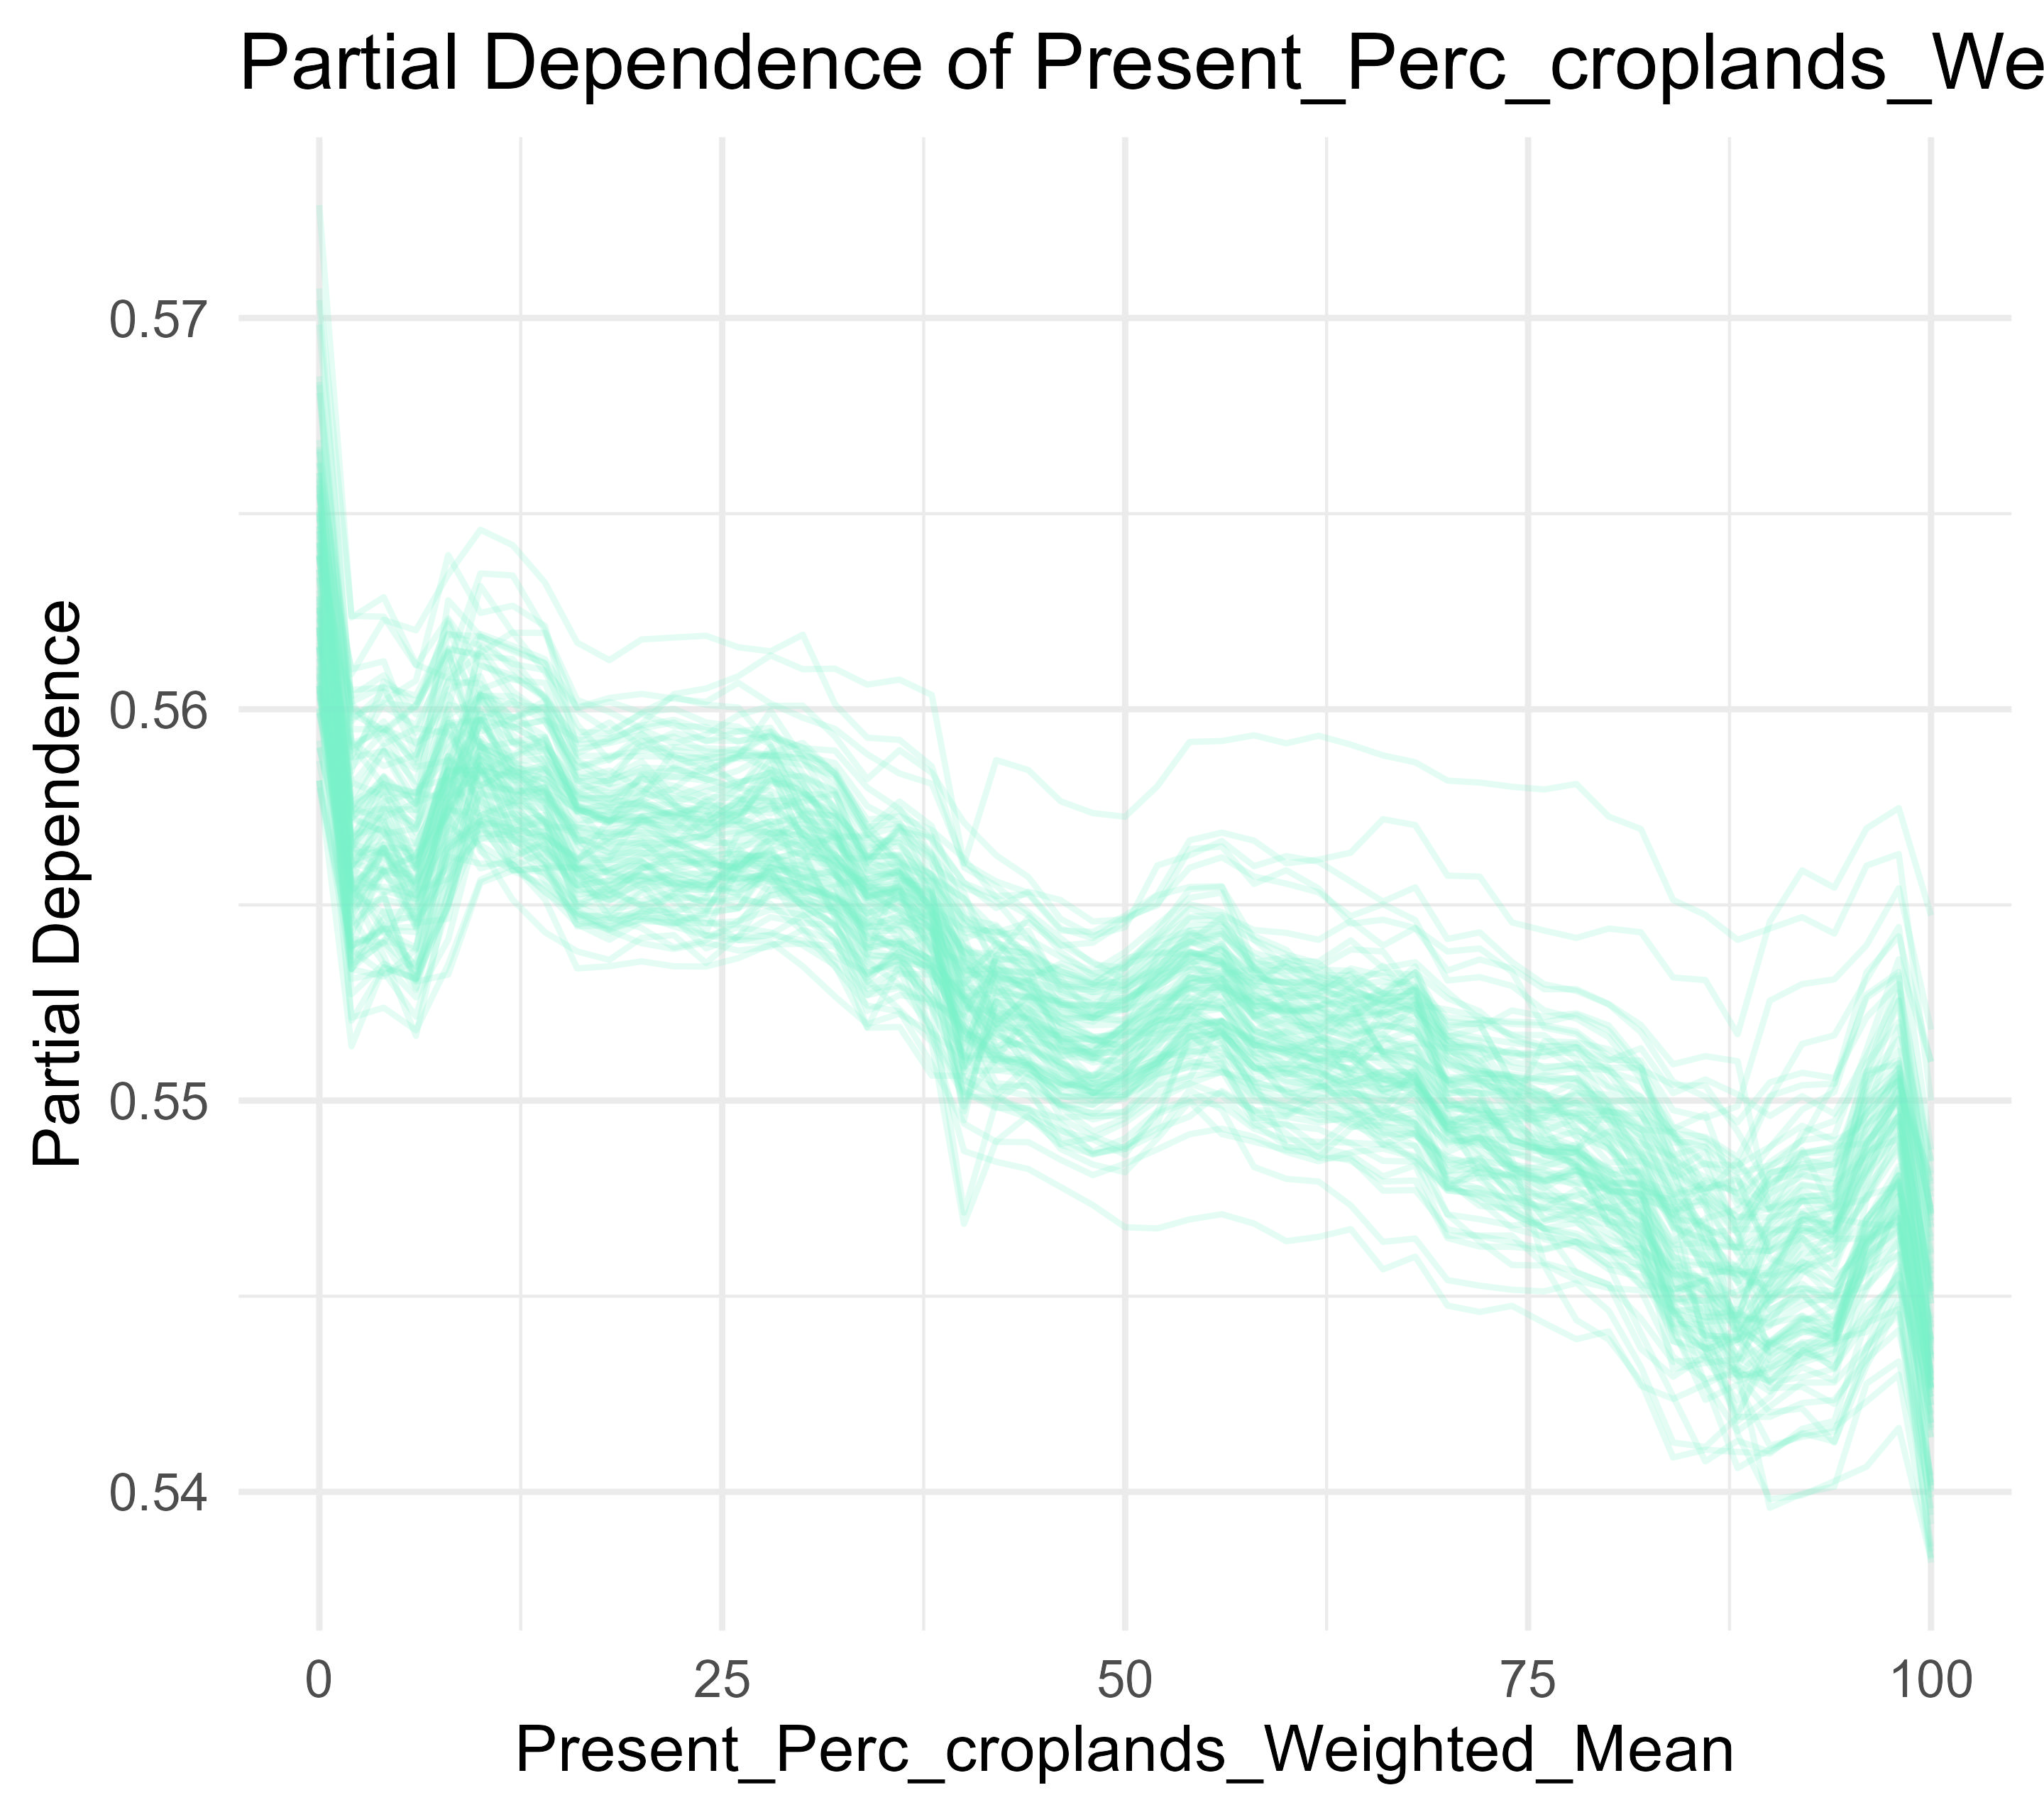 Partial Dependence of Present_Perc_croplands_We
Partial Dependence
0.57
0.56
0.55
0.54
0 25 50 75 100
Present_Perc_croplands_Weighted_Mean